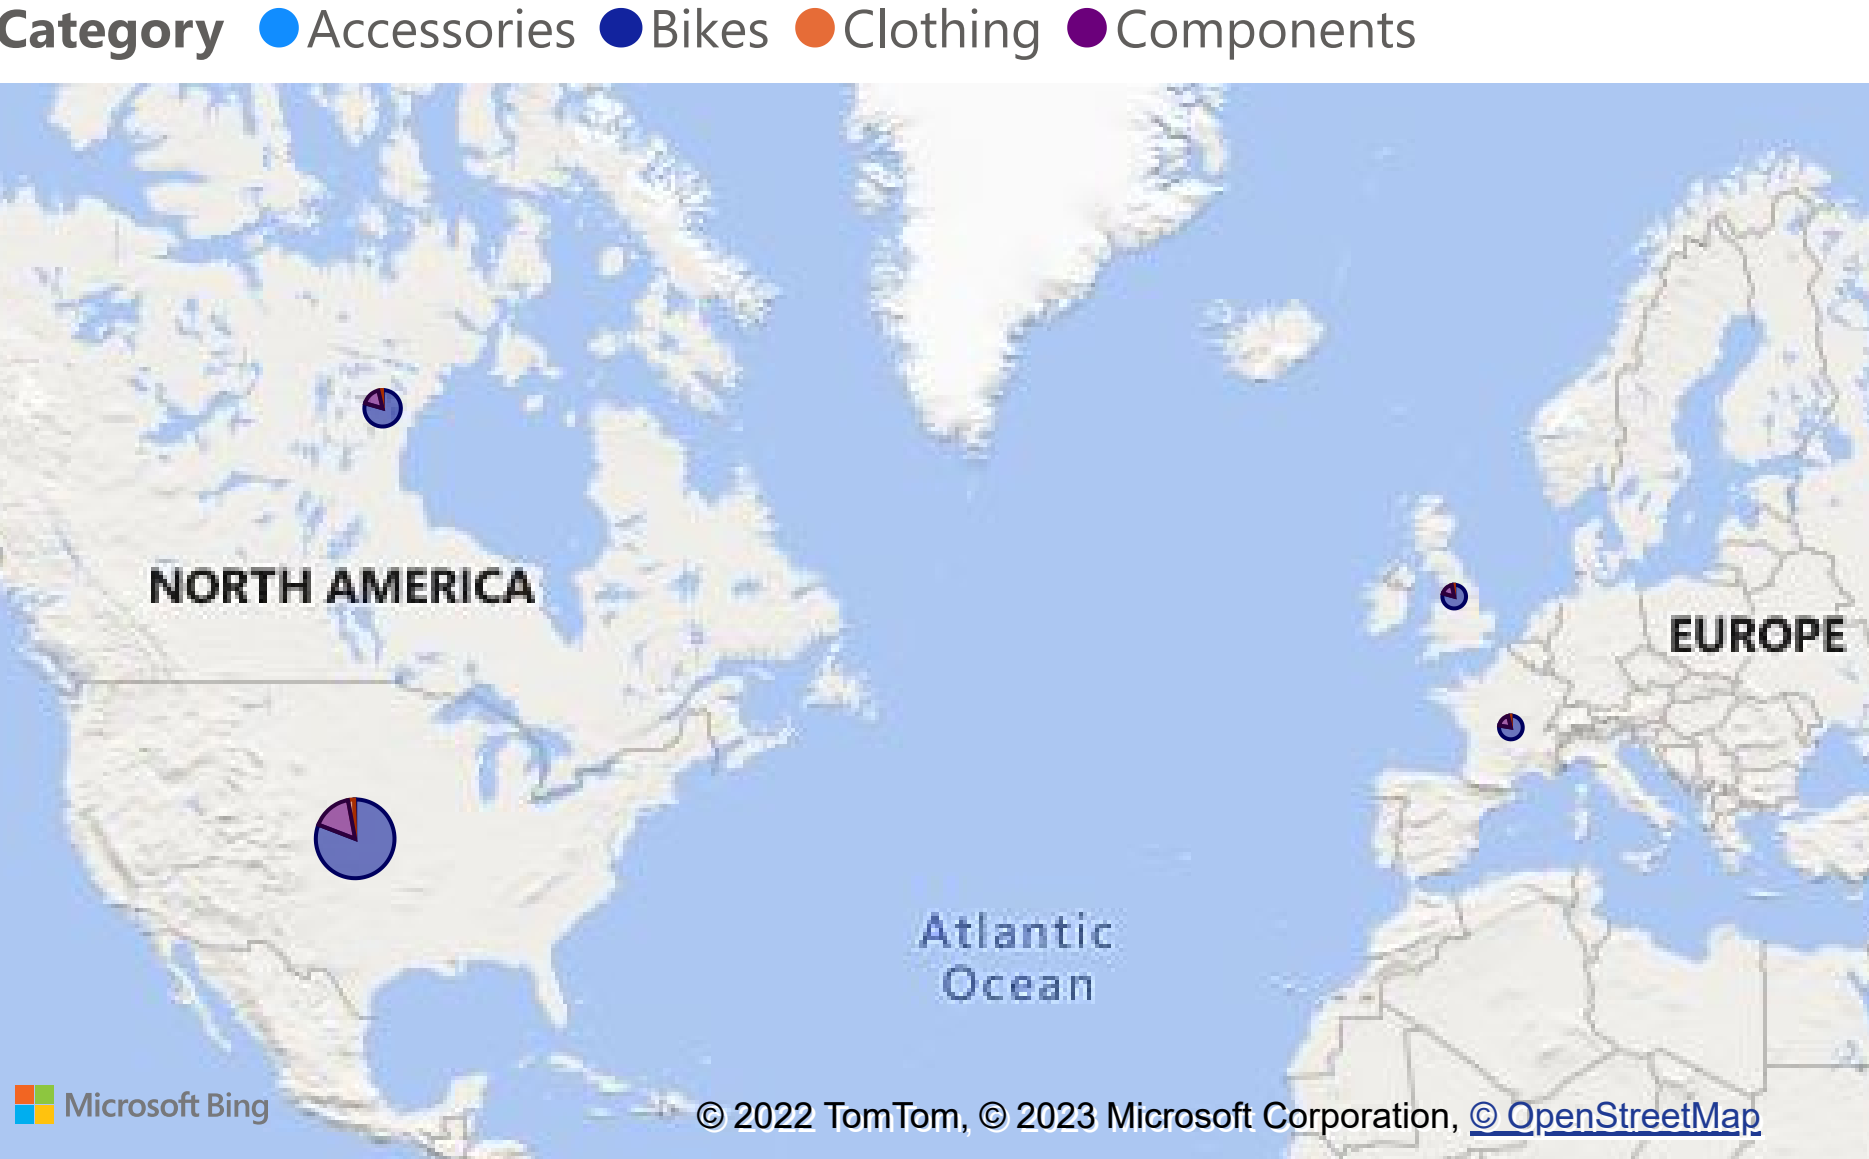 Category Accessories Bikes Clothing Components
NORTH AMERICA
EUROPE
Atlantic
Ocean
Microsoft Bing
© 2022 TomTom, © 2023 Microsoft Corporation, © OpenStreetMap